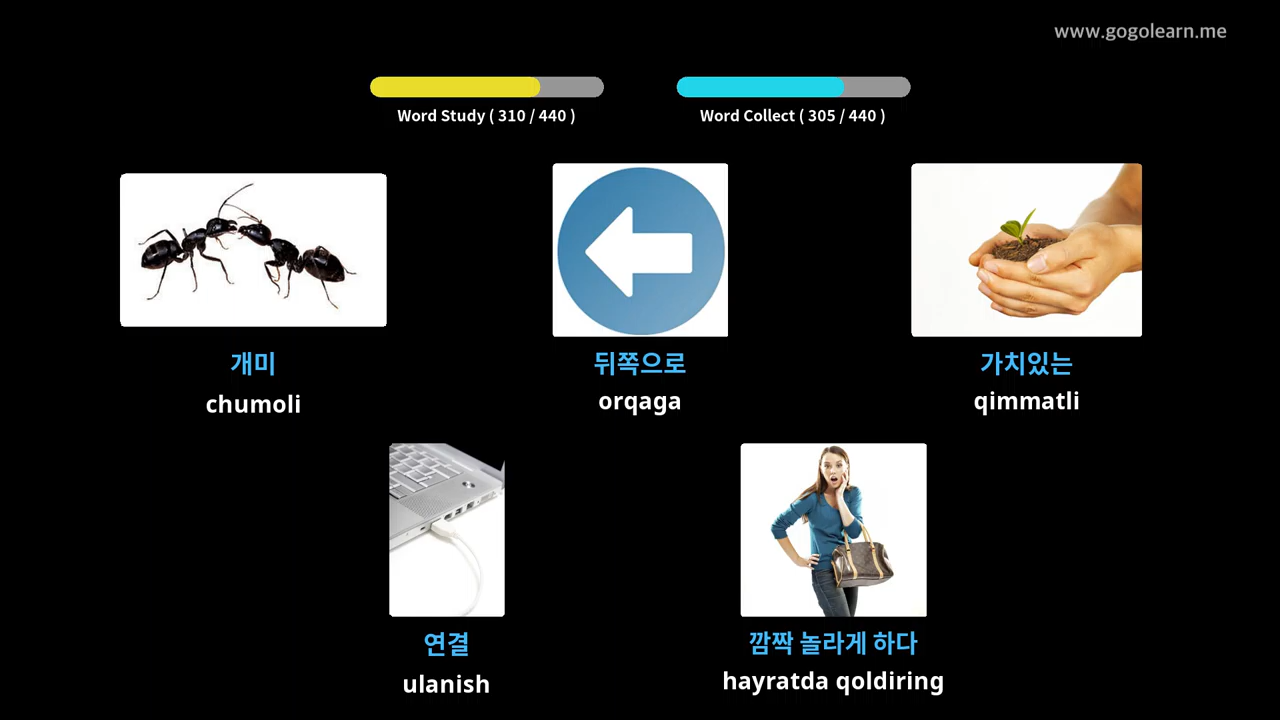 www.gogolearn.me
Word Study ( 310 / 440 )
Word Collect ( 305 / 440 )
개미
chumoli
뒤쪽으로
orqaga
가치있는
qimmatli
연결
ulanish
깜짝 놀라게 하다
hayratda qoldiring